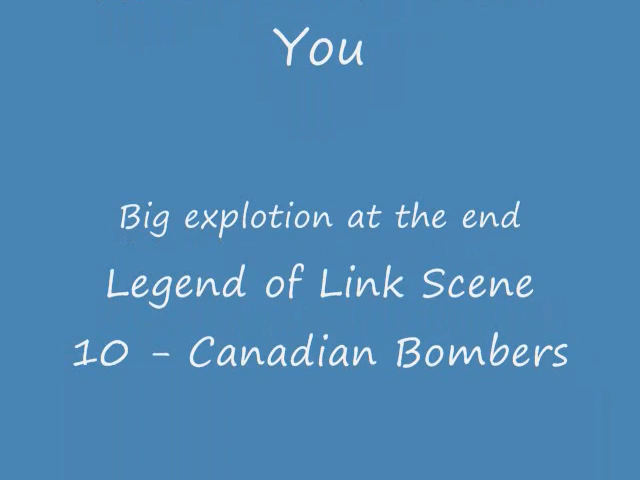 You
Big explotion at the end
Legend of Link Scene
10 - Canadian Bombers